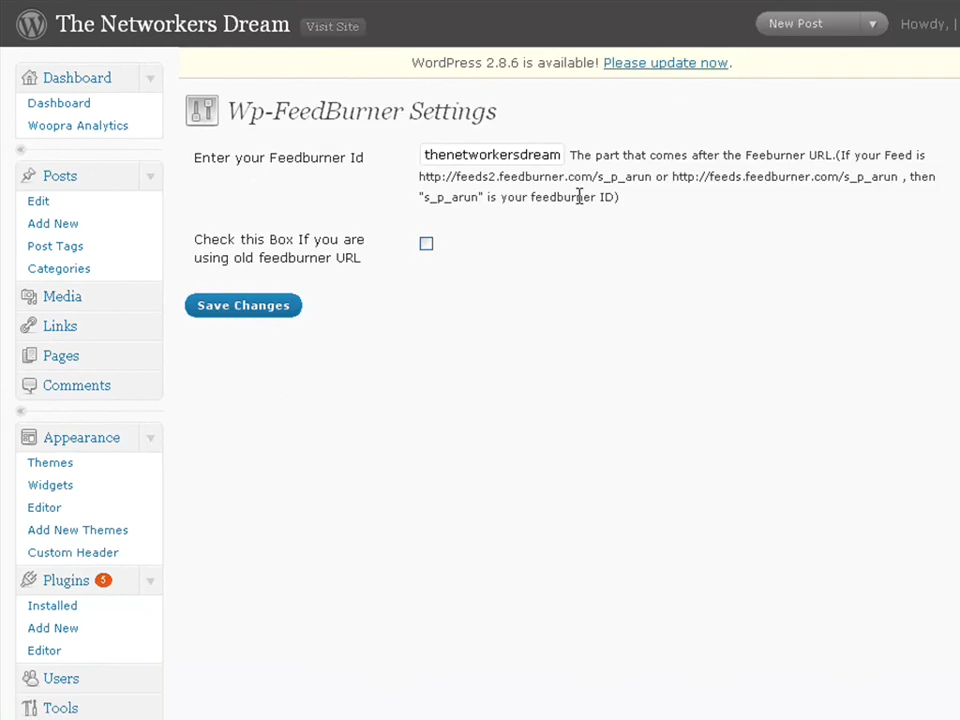 The Networkers Dream Visit Site New Post Howdy,
WordPress 2.8.6 is available! Please update now.
Dashboard
Dashboard
Woopra Analytics
Posts
Edit
Add New
Post Tags
Categories
Media
Links
Pages
Comments
Appearance
Themes
Widgets
Editor
Add New Themes
Custom Header
Plugins 5
Installed
Add New
Editor
Users
Tools
Wp-FeedBurner Settings
Enter your Feedburner Id
thenetworkersdream The part that comes after the Feeburner URL.(If your Feed is
http://feeds2.feedburner.com/s_p_arun or http://feeds.feedburner.com/s_p_arun , then
"s_p_arun" is your feedburner ID)
Check this Box If you are
using old feedburner URL
Save Changes